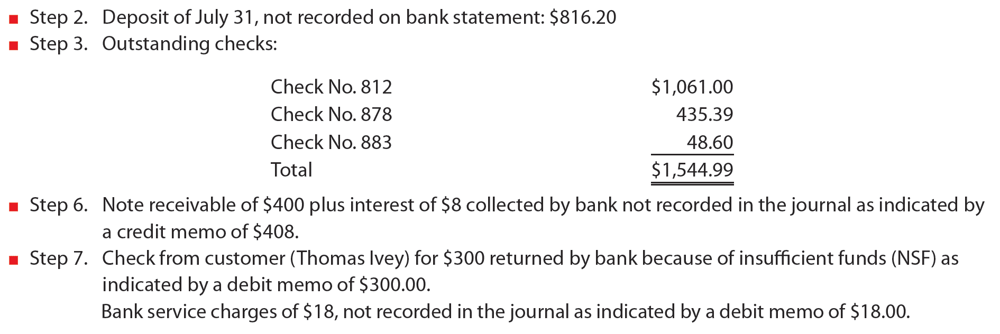 ■ Step 2. Deposit of July 31, not recorded on bank statement: $816.20
■ Step 3. Outstanding checks:
Check No. 812 $1,061.00
Check No. 878 435.39
Check No. 883 48.60
Total $1,544.99
■ Step 6. Note receivable of $400 plus interest of $8 collected by bank not recorded in the journal as indicated by
a credit memo of $408.
■ Step 7. Check from customer (Thomas Ivey) for $300 returned by bank because of insufficient funds (NSF) as
indicated by a debit memo of $300.00.
Bank service charges of $18, not recorded in the journal as indicated by a debit memo of $18.00.